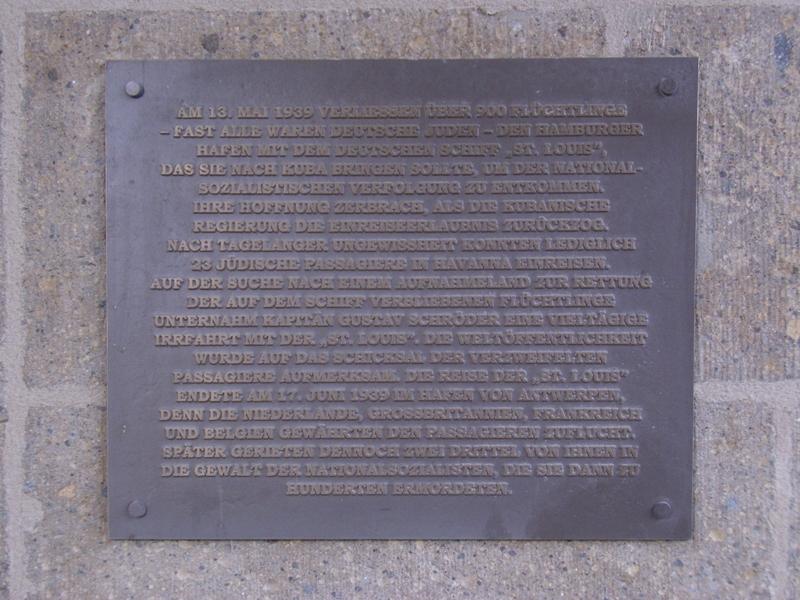 AM 13. MAI 1939 VERLIESSEN ÜBER 900 FLÜCHTLINGE
– FAST ALLE WAREN DEUTSCHE JUDEN – DEN HAMBURGER
HAFEN MIT DEM DEUTSCHEN SCHIFF „ST. LOUIS“,
DAS SIE NACH KUBA BRINGEN SOLLTE, UM DER NATIONAL-
SOZIALISTISCHEN VERFOLGUNG ZU ENTKOMMEN.
IHRE HOFFNUNG ZERBRACH, ALS DIE KUBANISCHE
REGIERUNG DIE EINREISEERLAUBNIS ZURÜCKZOG.
NACH TAGELANGER UNGEWISSHEIT KONNTEN LEDIGLICH
23 JÜDISCHE PASSAGIERE IN HAVANNA EINREISEN.
AUF DER SUCHE NACH EINEM AUFNAHMELAND ZUR RETTUNG
DER AUF DEM SCHIFF VERBLIEBENEN FLÜCHTLINGE
UNTERNAHM KAPITÄN GUSTAV SCHRÖDER EINE VIELTÄGIGE
IRRFAHRT MIT DER „ST. LOUIS“. DIE WELTÖFFENTLICHKEIT
WURDE AUF DAS SCHICKSAL DER VERZWEIFELTEN
PASSAGIERE AUFMERKSAM. DIE REISE DER „ST. LOUIS“
ENDETE AM 17. JUNI 1939 IM HAFEN VON ANTWERPEN,
DENN DIE NIEDERLANDE, GROSSBRITANNIEN, FRANKREICH
UND BELGIEN GEWÄHRTEN DEN PASSAGIEREN ZUFLUCHT.
SPÄTER GERIETEN DENNOCH ZWEI DRITTEL VON IHNEN IN
DIE GEWALT DER NATIONALSOZIALISTEN, DIE SIE DANN ZU
HUNDERTEN ERMORDETEN.